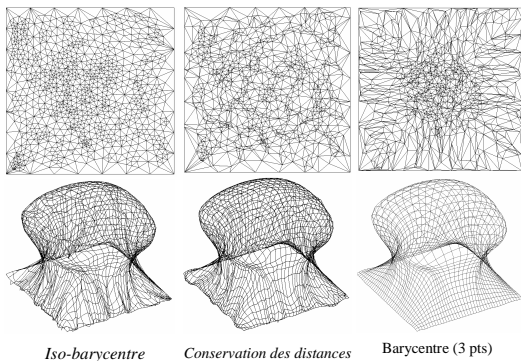 Iso-barycentre
Conservation des distances
Barycentre (3 pts)